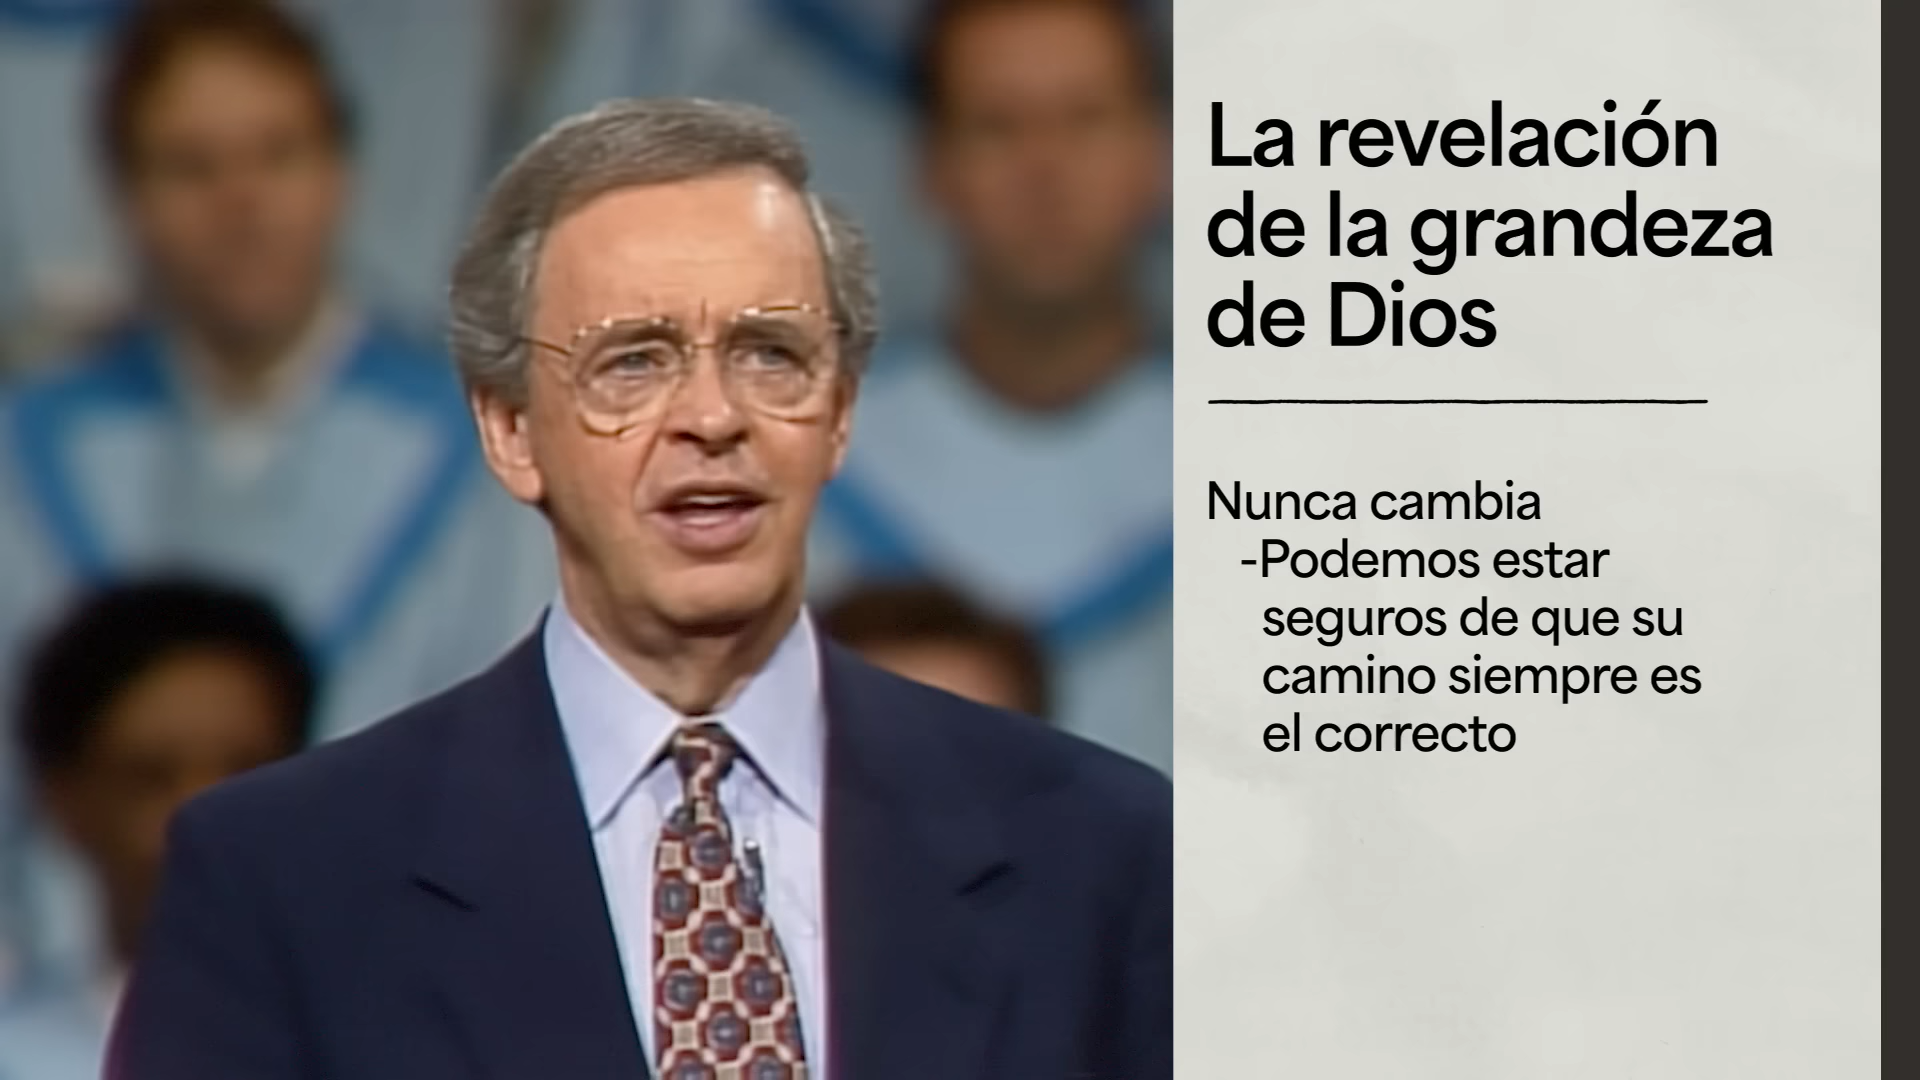 La revelación
de la grandeza
de Dios
Nunca cambia
-Podemos estar
seguros de que su
camino siempre es
el correcto